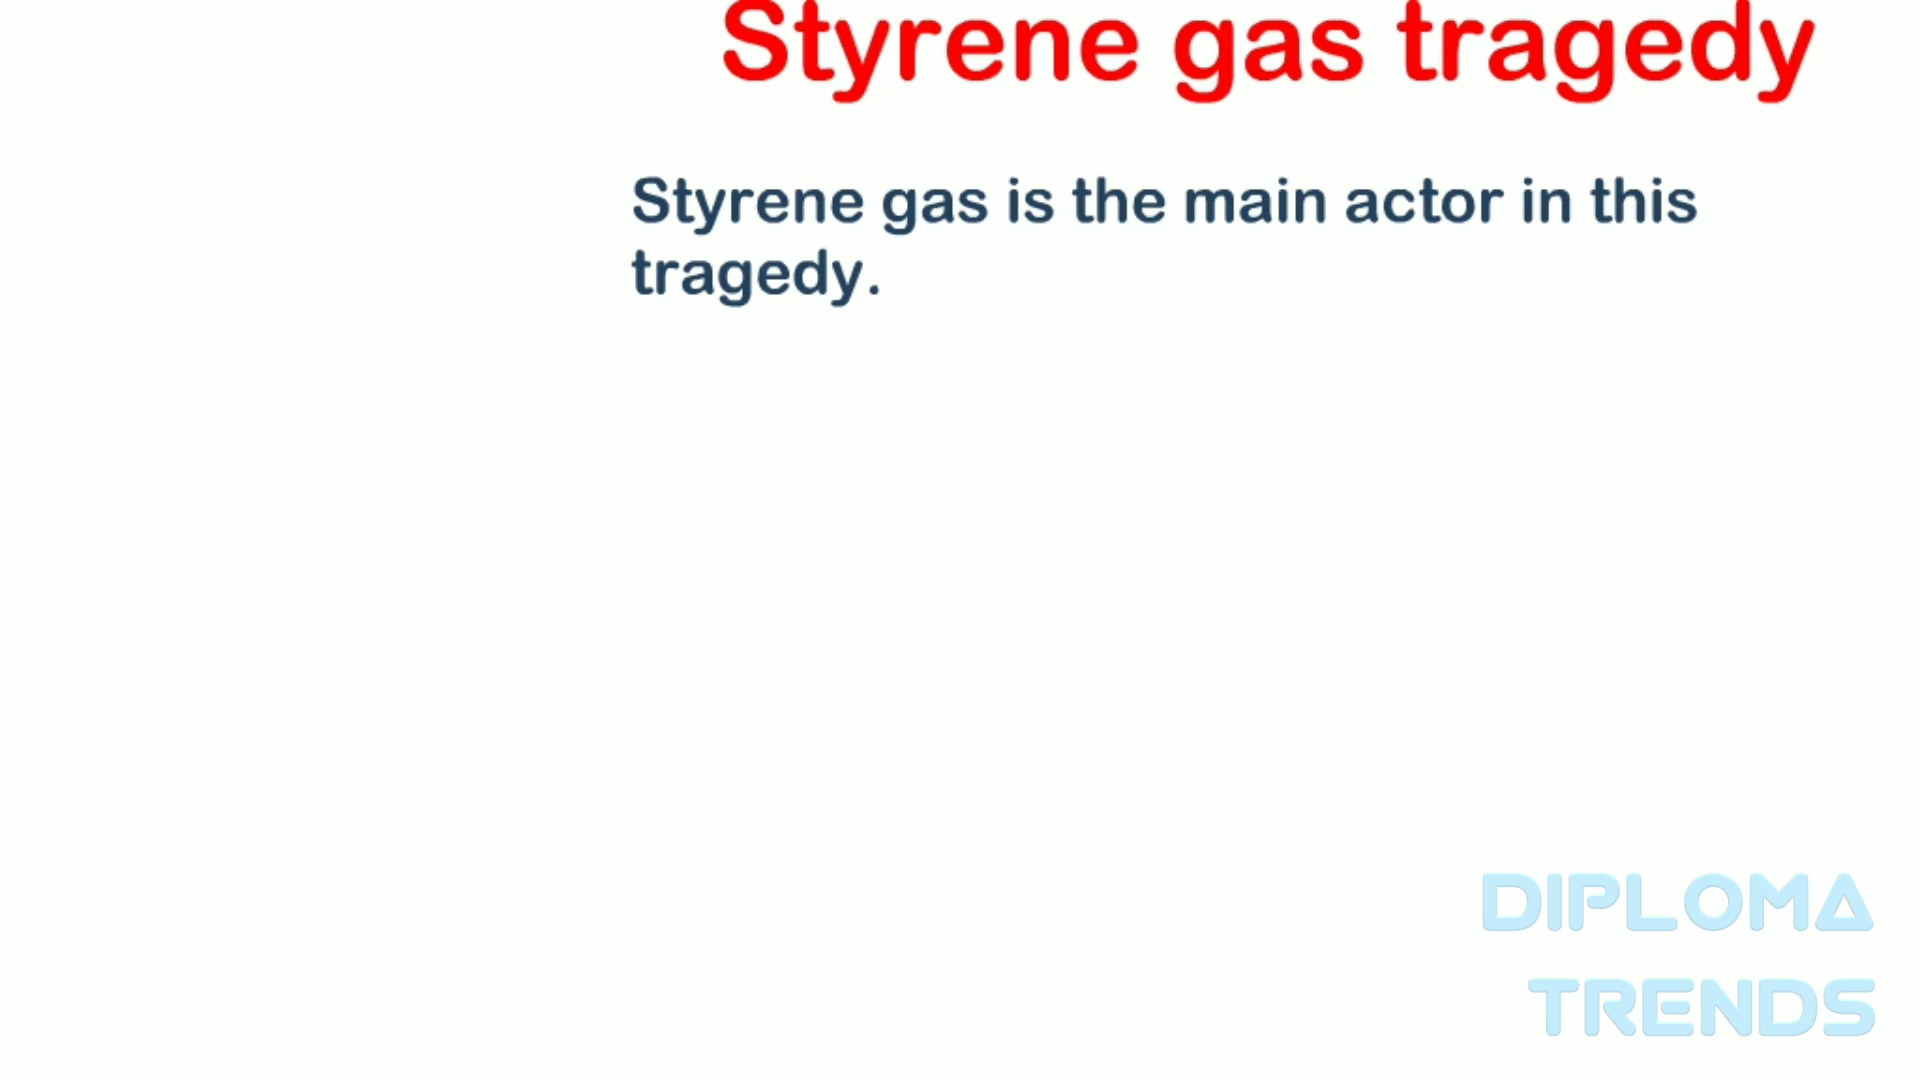 Styrene gas tragedy
Styrene gas is the main actor in this
tragedy.
DIPLOMA
TRENDS